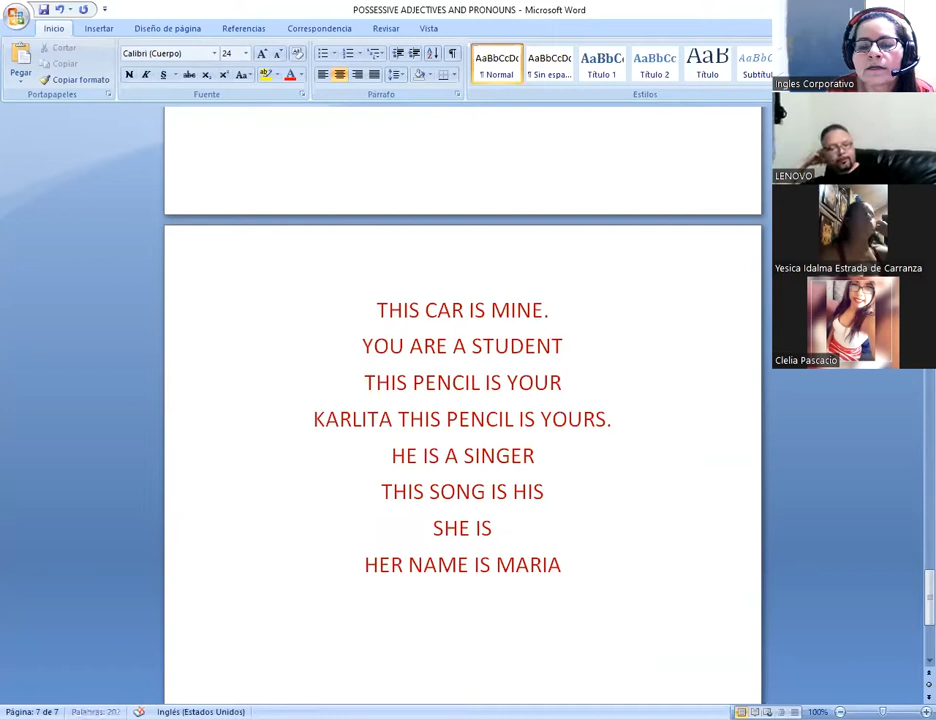 POSSESSIVE ADJECTIVES AND PRONOUNS - Microsoft Word
Inicio Insertar Diseño de página Referencias Correspondencia Revisar Vista
Pegar
Cortar
Copiar
Copiar formato
Portapapeles
Calibri (Cuerpo) 24
Fuente
Párrafo
AaBbCcDc AaBbCcDc AaBbC AaBbCc AaB AaBbCc
¶ Normal ¶ Sin espa... Título 1 Título 2 Título Subtítul
Estilos
Ingles Corporativo
LENOVO
Yesica Idalma Estrada de Carranza
Clelia Pascacio
THIS CAR IS MINE.
YOU ARE A STUDENT
THIS PENCIL IS YOUR
KARLITA THIS PENCIL IS YOURS.
HE IS A SINGER
THIS SONG IS HIS
SHE IS
HER NAME IS MARIA
Página: 7 de 7 Inglés (Estados Unidos) 100%